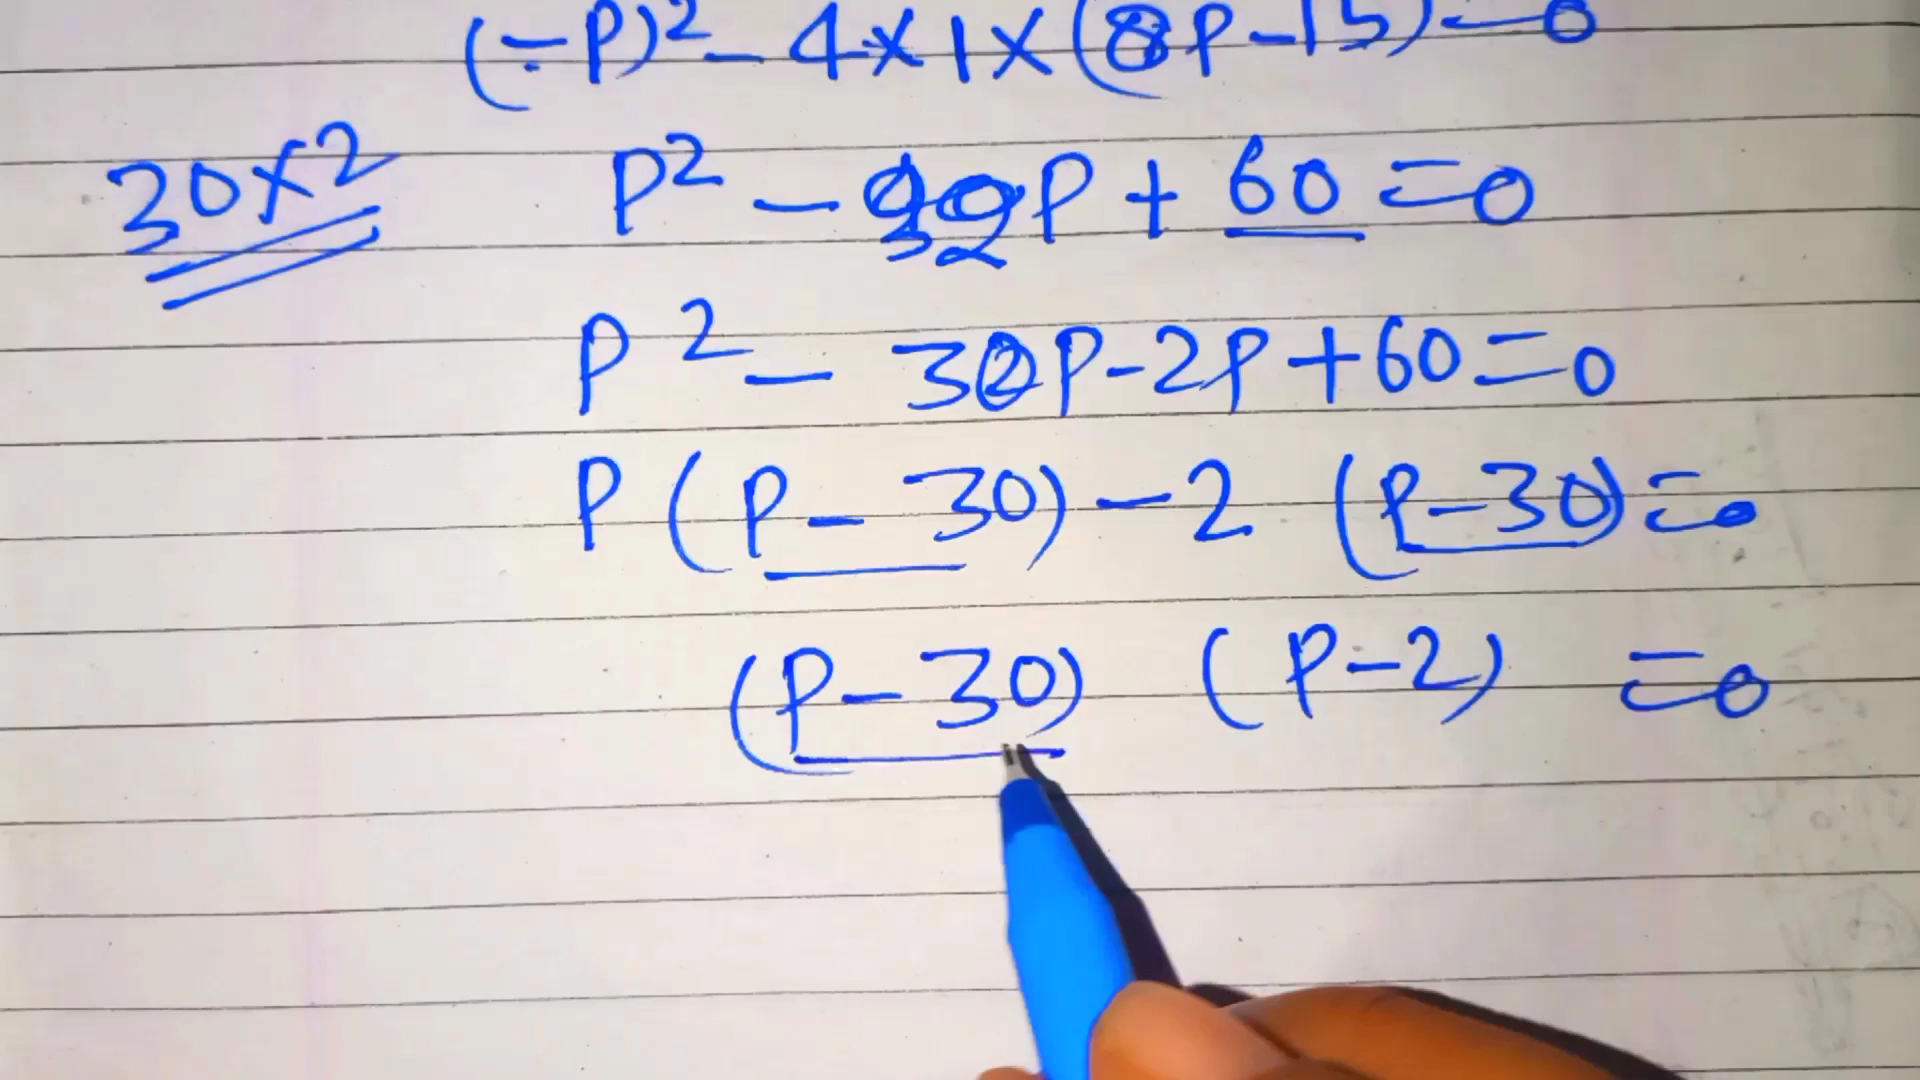 (-P)² - 4×1×(8P-15)=0
30×2
P² - 32P + 60 = 0
P² - 30P - 2P + 60 = 0
P(P - 30) - 2 (P - 30) = 0
(P - 30) (P - 2) = 0